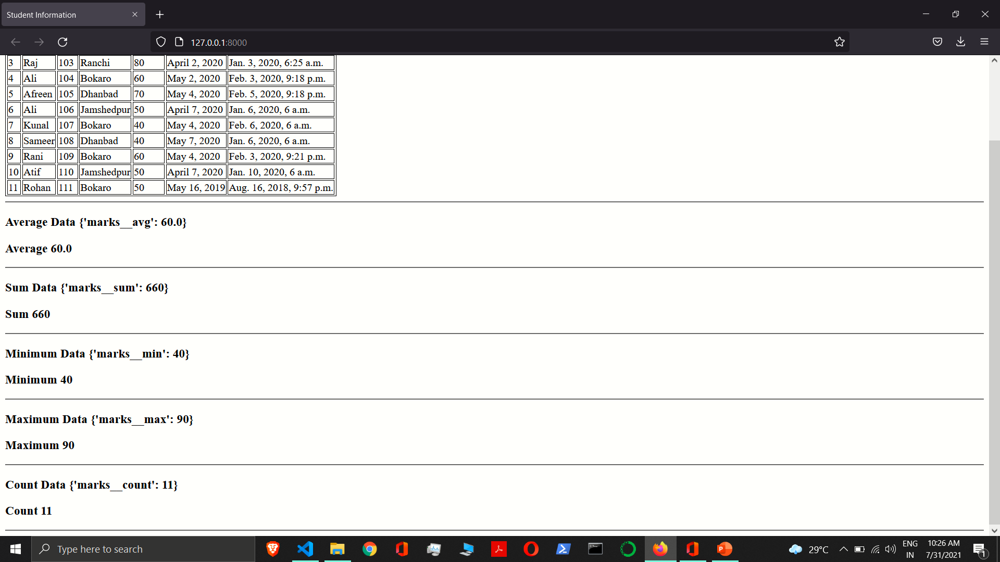 Student Information
127.0.0.1:8000
3 Raj 103 Ranchi 80 April 2, 2020 Jan. 3, 2020, 6:25 a.m.
4 Ali 104 Bokaro 60 May 2, 2020 Feb. 3, 2020, 9:18 p.m.
5 Afreen 105 Dhanbad 70 May 4, 2020 Feb. 5, 2020, 9:18 p.m.
6 Ali 106 Jamshedpur 50 April 7, 2020 Jan. 6, 2020, 6 a.m.
7 Kunal 107 Bokaro 40 May 4, 2020 Feb. 6, 2020, 6 a.m.
8 Sameer 108 Dhanbad 40 May 7, 2020 Jan. 6, 2020, 6 a.m.
9 Rani 109 Bokaro 60 May 4, 2020 Feb. 3, 2020, 9:21 p.m.
10 Atif 110 Jamshedpur 50 April 7, 2020 Jan. 10, 2020, 6 a.m.
11 Rohan 111 Bokaro 50 May 16, 2019 Aug. 16, 2018, 9:57 p.m.
Average Data {'marks__avg': 60.0}
Average 60.0
Sum Data {'marks__sum': 660}
Sum 660
Minimum Data {'marks__min': 40}
Minimum 40
Maximum Data {'marks__max': 90}
Maximum 90
Count Data {'marks__count': 11}
Count 11
Type here to search
29°C
ENG
IN
10:26 AM
7/31/2021
1